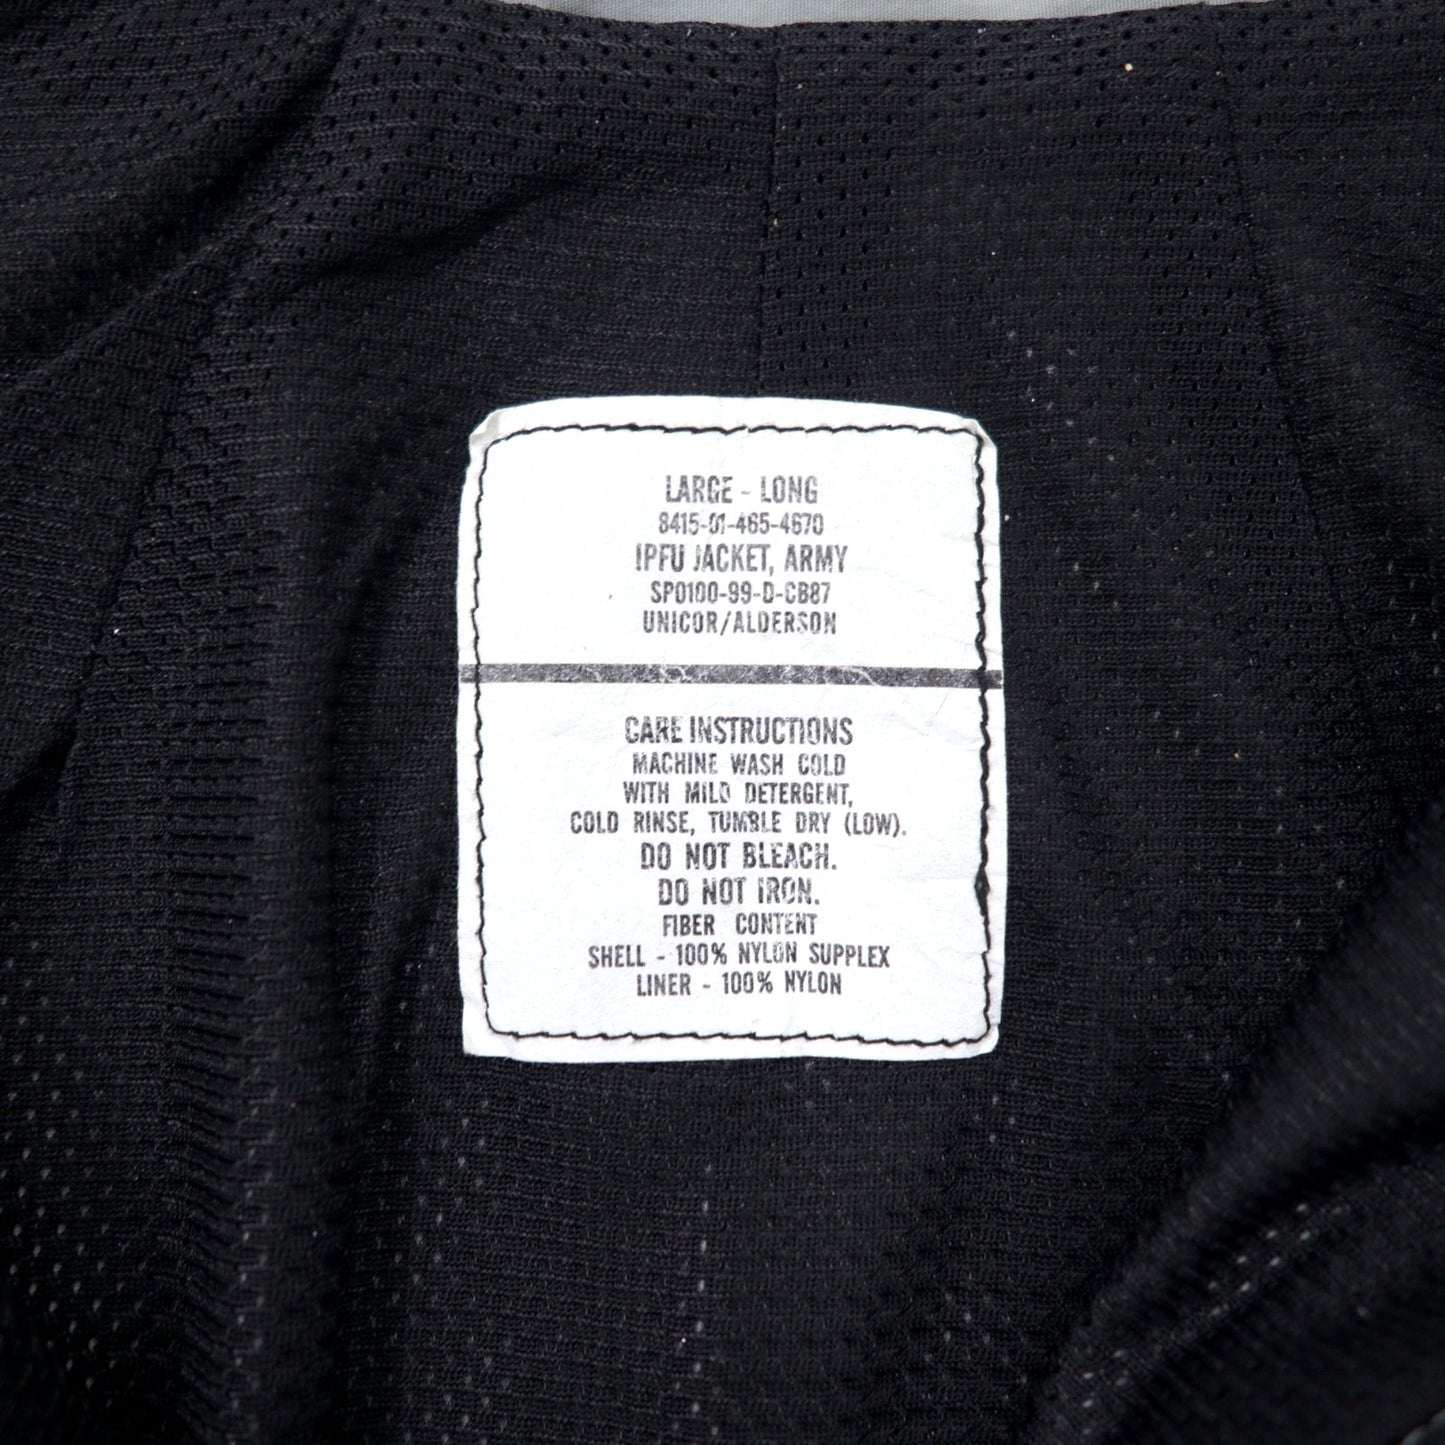 LARGE - LONG
8415-01-465-4670
IPFU JACKET, ARMY
SP0100-99-D-CB87
UNICOR/ALDERSON
CARE INSTRUCTIONS
MACHINE WASH COLD
WITH MILD DETERGENT,
COLD RINSE, TUMBLE DRY (LOW).
DO NOT BLEACH.
DO NOT IRON.
FIBER CONTENT
SHELL - 100% NYLON SUPPLEX
LINER - 100% NYLON